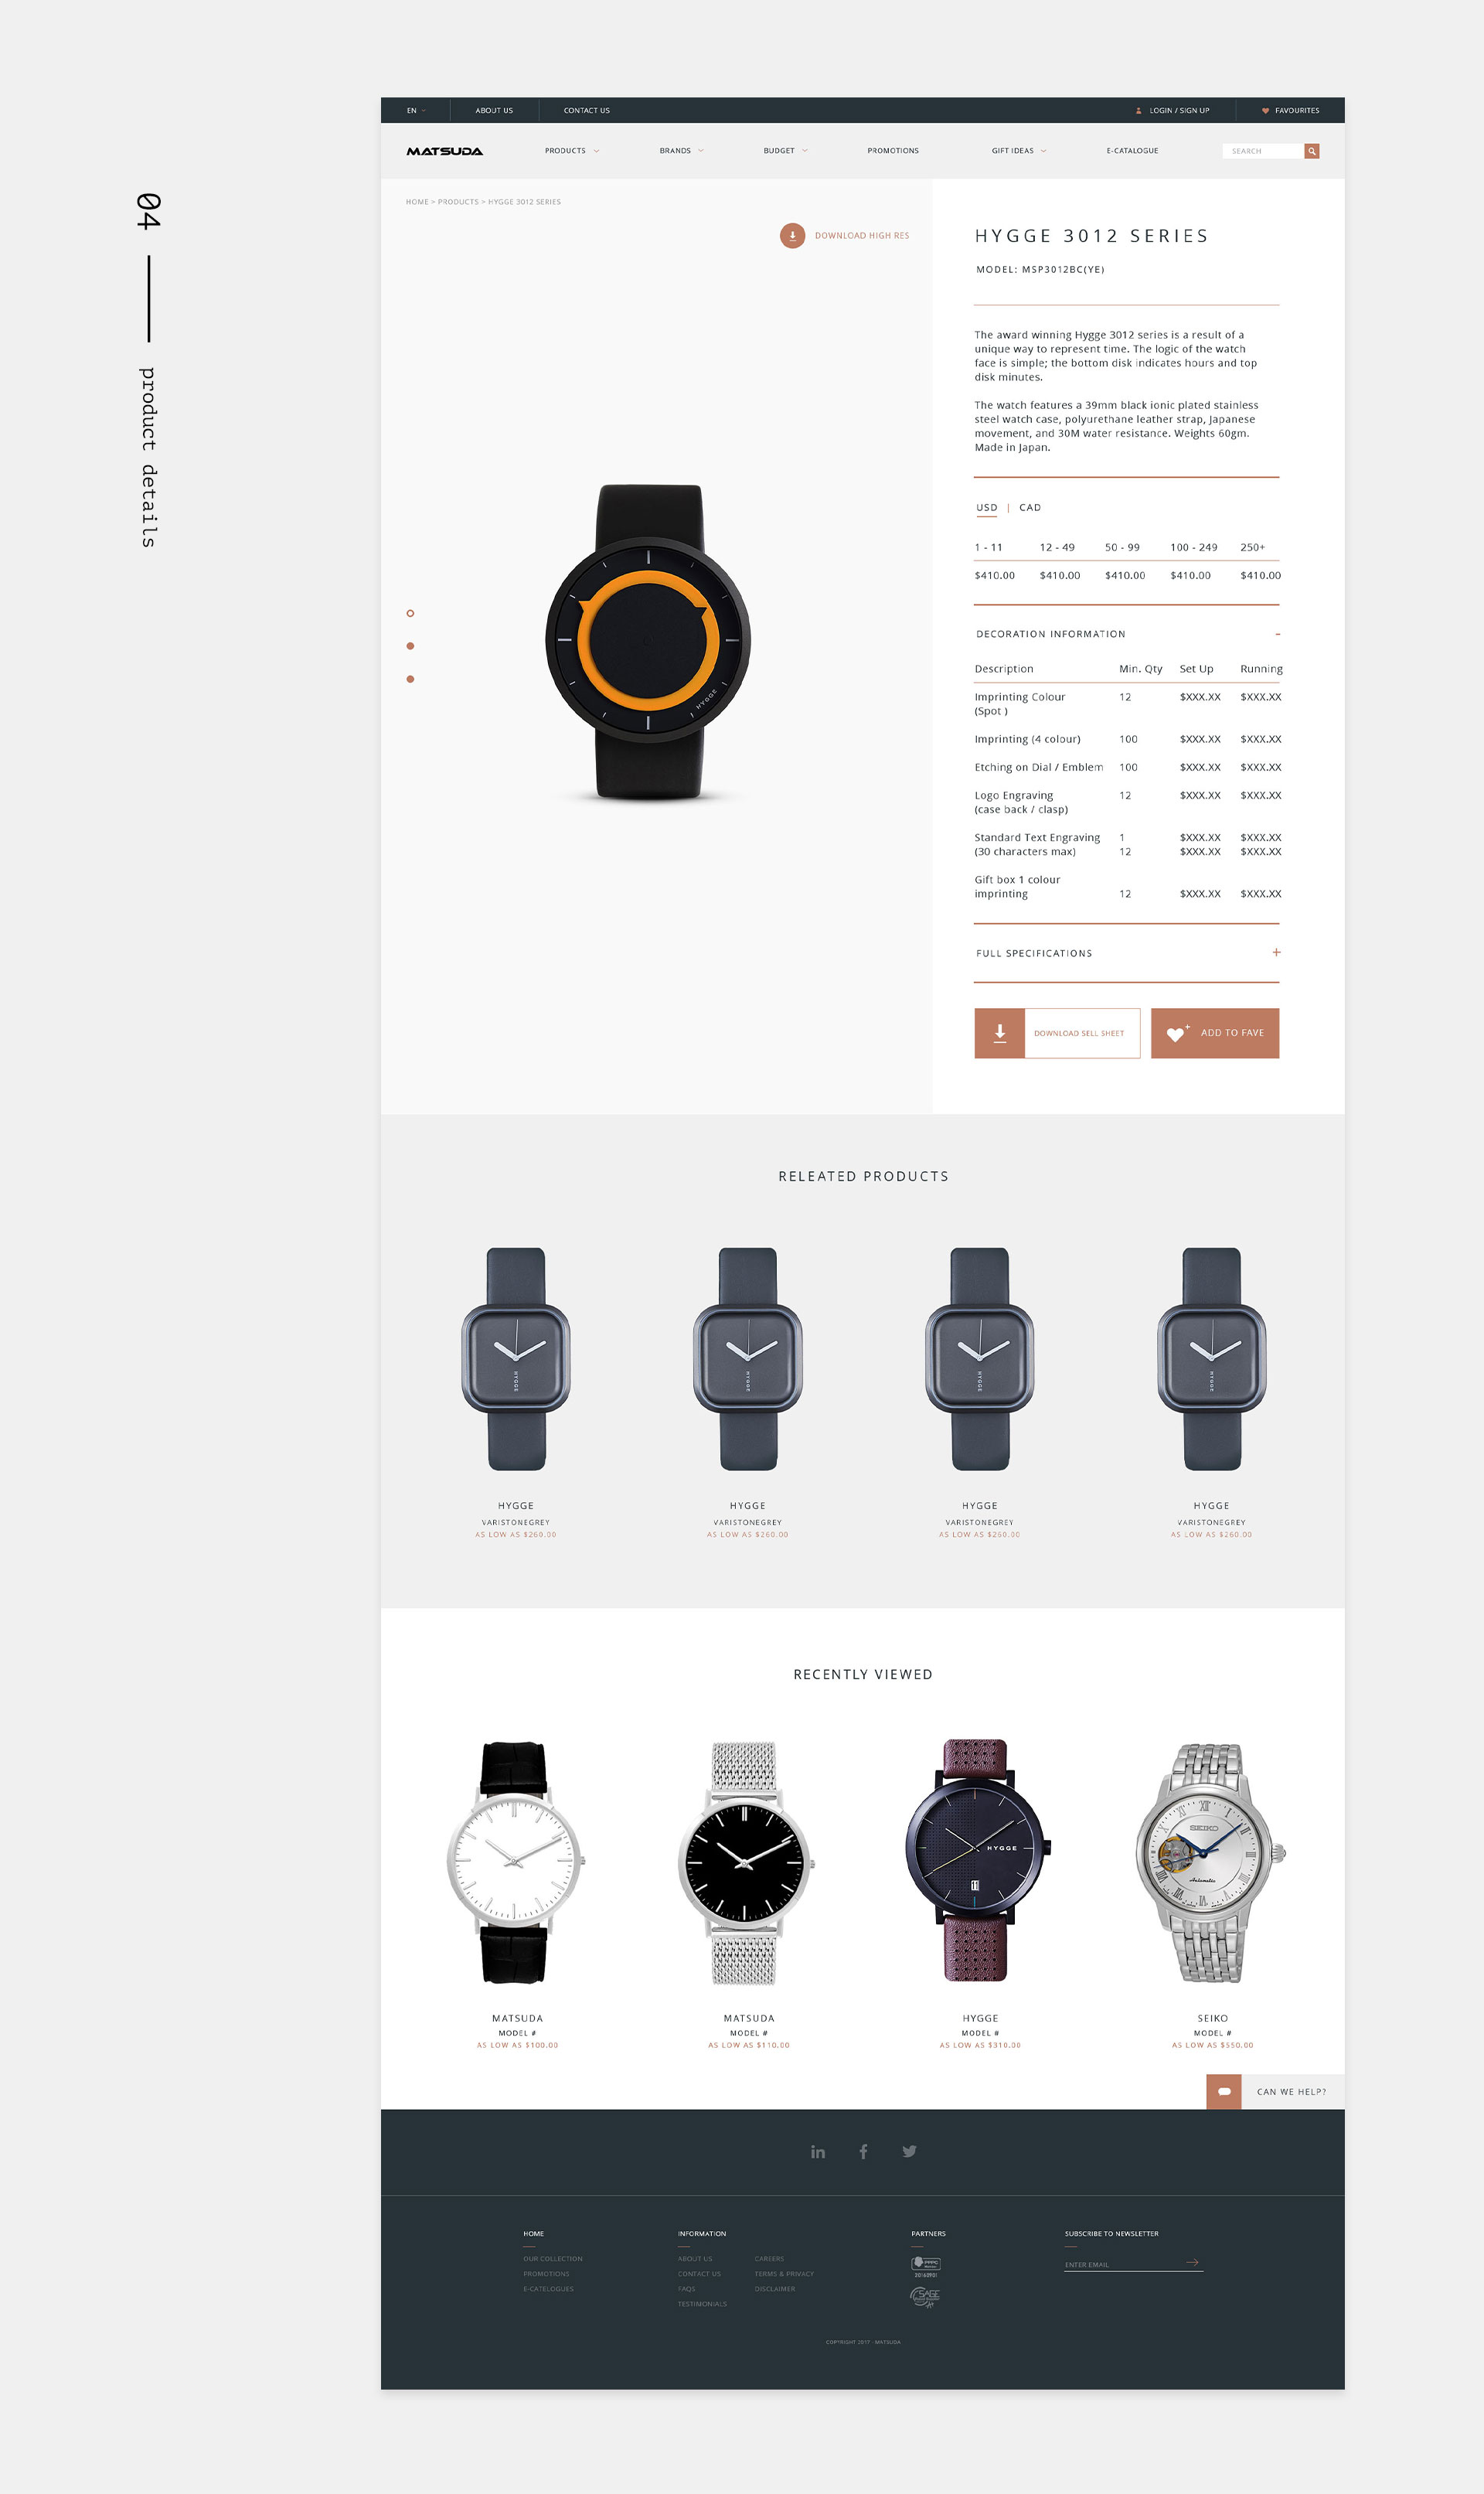 04
product details
EN
ABOUT US
CONTACT US
LOGIN / SIGN UP
FAVOURITES
MATSUDA
PRODUCTS
BRANDS
BUDGET
PROMOTIONS
GIFT IDEAS
E-CATALOGUE
SEARCH
HOME > PRODUCTS > HYGGE 3012 SERIES
DOWNLOAD HIGH RES
HYGGE
HYGGE 3012 SERIES
MODEL: MSP3012BC(YE)
The award winning Hygge 3012 series is a result of a
unique way to represent time. The logic of the watch
face is simple; the bottom disk indicates hours and top
disk minutes.
The watch features a 39mm black ionic plated stainless
steel watch case, polyurethane leather strap, Japanese
movement, and 30M water resistance. Weights 60gm.
Made in Japan.
USD | CAD
1 - 11 12 - 49 50 - 99 100 - 249 250+
$410.00 $410.00 $410.00 $410.00 $410.00
DECORATION INFORMATION -
Description Min. Qty Set Up Running
Imprinting Colour 12 $XXX.XX $XXX.XX
(Spot )
Imprinting (4 colour) 100 $XXX.XX $XXX.XX
Etching on Dial / Emblem 100 $XXX.XX $XXX.XX
Logo Engraving 12 $XXX.XX $XXX.XX
(case back / clasp)
Standard Text Engraving 1 $XXX.XX $XXX.XX
(30 characters max) 12 $XXX.XX $XXX.XX
Gift box 1 colour
imprinting 12 $XXX.XX $XXX.XX
FULL SPECIFICATIONS +
DOWNLOAD SELL SHEET
ADD TO FAVE
RELEATED PRODUCTS
HYGGE HYGGE HYGGE HYGGE
HYGGE HYGGE HYGGE HYGGE
VARISTONEGREY VARISTONEGREY VARISTONEGREY VARISTONEGREY
AS LOW AS $260.00 AS LOW AS $260.00 AS LOW AS $260.00 AS LOW AS $260.00
RECENTLY VIEWED
HYGGE
11
SEIKO
Automatic
MATSUDA MATSUDA HYGGE SEIKO
MODEL # MODEL # MODEL # MODEL #
AS LOW AS $100.00 AS LOW AS $110.00 AS LOW AS $310.00 AS LOW AS $550.00
CAN WE HELP?
HOME
OUR COLLECTION
PROMOTIONS
E-CATELOGUES
INFORMATION
ABOUT US
CONTACT US
FAQS
TESTIMONIALS
CAREERS
TERMS & PRIVACY
DISCLAIMER
PARTNERS
PPPC
SAGE
SUBSCRIBE TO NEWSLETTER
ENTER EMAIL
COPYRIGHT 2017 - MATSUDA